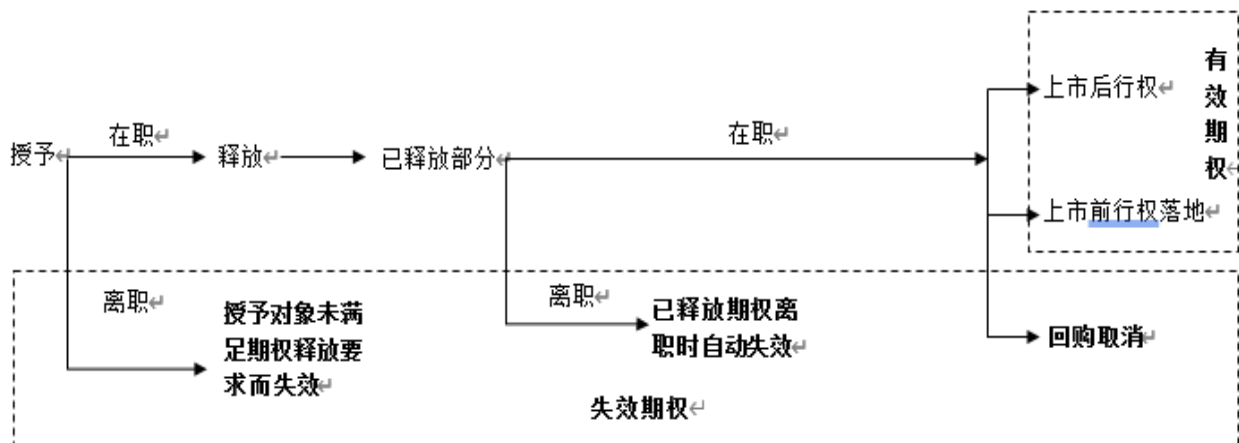 有效期权
上市后行权
在职
在职
授予
释放
已释放部分
上市前行权落地
离职
授予对象未满
足期权释放要
求而失效
离职
已释放期权离
职时自动失效
回购取消
失效期权